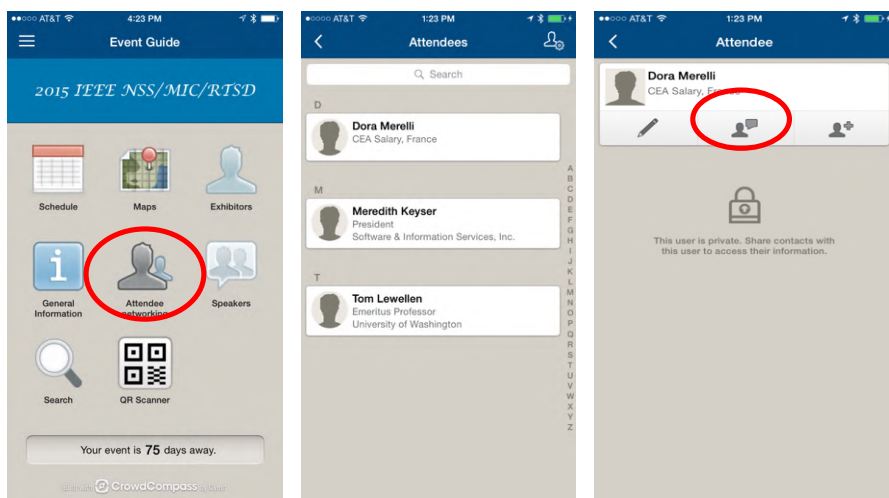 AT&T 4:23 PM
Event Guide
2015 IEEE NSS/MIC/RTSD
Schedule Maps Exhibitors
General Information Attendee networking Speakers
Search QR Scanner
Your event is 75 days away.
CrowdCompass
AT&T 1:23 PM
Attendees
Search
D
Dora Merelli
CEA Salary, France
M
Meredith Keyser
President
Software & Information Services, Inc.
T
Tom Lewellen
Emeritus Professor
University of Washington
A
B
C
D
E
F
G
H
I
J
K
L
M
N
O
P
Q
R
S
T
U
V
W
X
Y
Z
AT&T 1:23 PM
Attendee
Dora Merelli
CEA Salary, France
This user is private. Share contacts with
this user to access their information.